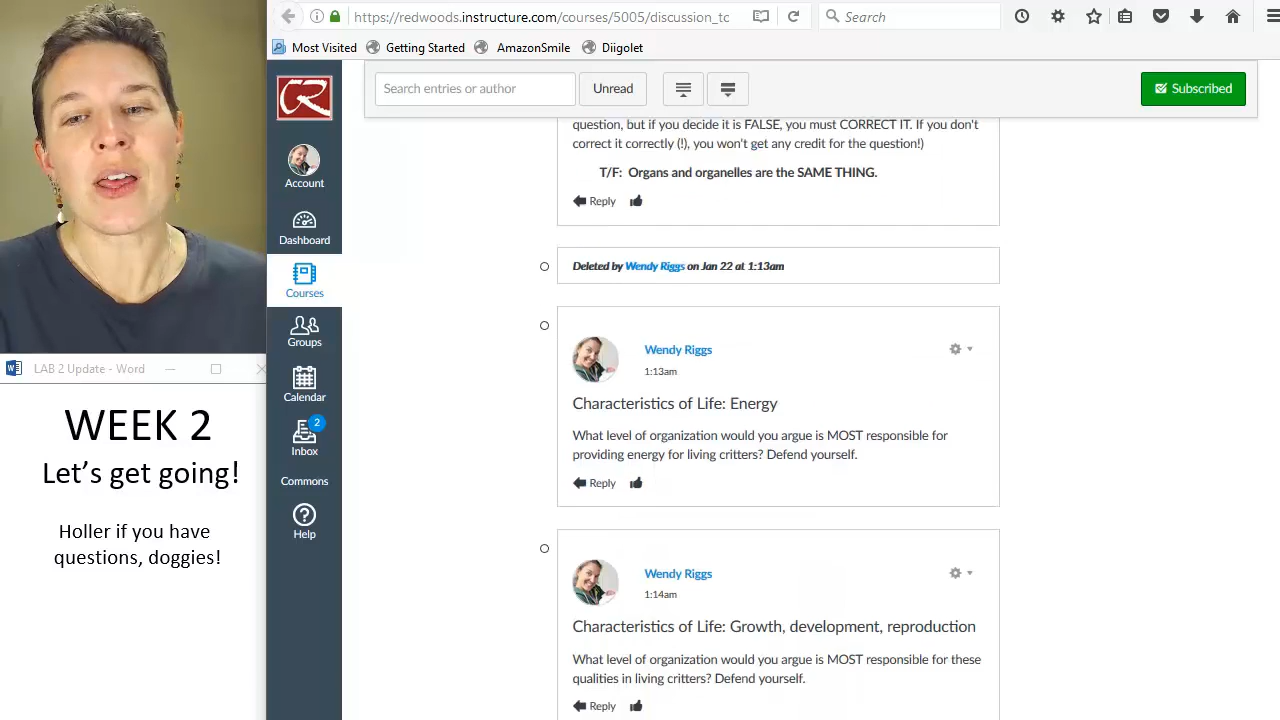 https://redwoods.instructure.com/courses/5005/discussion_tc
Search
Most Visited
Getting Started
AmazonSmile
Diigolet
CR
Account
Dashboard
Courses
Groups
Calendar
2
Inbox
Commons
Help
Search entries or author
Unread
Subscribed
question, but if you decide it is FALSE, you must CORRECT IT. If you don't
correct it correctly (!), you won't get any credit for the question!)
T/F: Organs and organelles are the SAME THING.
Reply
Deleted by Wendy Riggs on Jan 22 at 1:13am
Wendy Riggs
1:13am
Characteristics of Life: Energy
What level of organization would you argue is MOST responsible for
providing energy for living critters? Defend yourself.
Reply
Wendy Riggs
1:14am
Characteristics of Life: Growth, development, reproduction
What level of organization would you argue is MOST responsible for these
qualities in living critters? Defend yourself.
Reply
LAB 2 Update - Word
WEEK 2
Let's get going!
Holler if you have
questions, doggies!